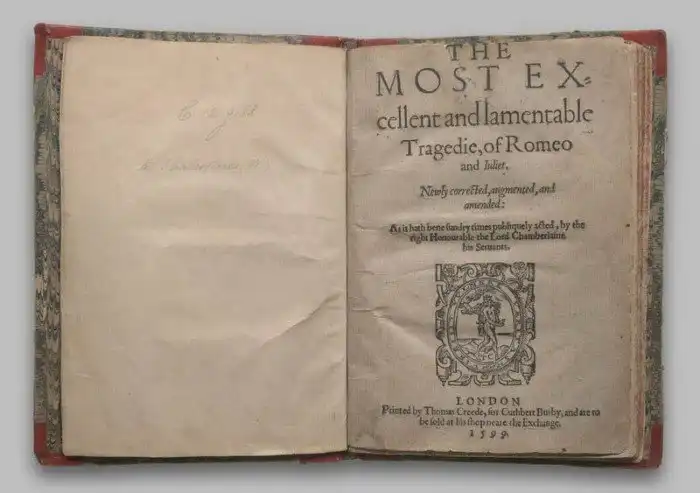 THE
MOST EX=
cellent and lamentable
Tragedie, of Romeo
and Iuliet.
Newly corrected, augmented, and
amended:
As it hath bene sundry times publiquely acted, by the
right Honourable the Lord Chamberlaine
his Seruants.
LONDON
Printed by Thomas Creede, for Cuthbert Burby, and are to
be sold at his shop neare the Exchange.
1599.